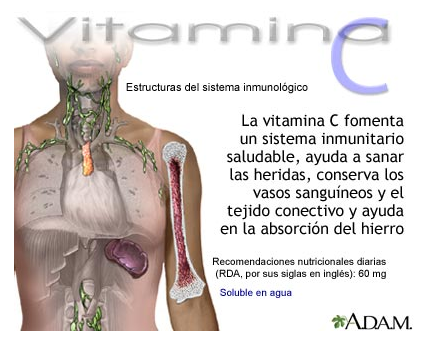 Vitamina
C
Estructuras del sistema inmunológico
La vitamina C fomenta
un sistema inmunitario
saludable, ayuda a sanar
las heridas, conserva los
vasos sanguíneos y el
tejido conectivo y ayuda
en la absorción del hierro
Recomendaciones nutricionales diarias
(RDA, por sus siglas en inglés): 60 mg
Soluble en agua
A.D.A.M.